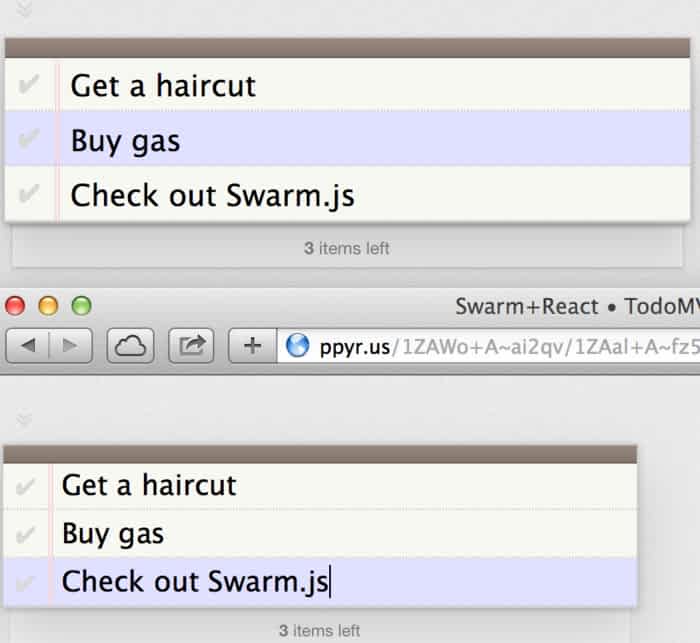 Get a haircut
Buy gas
Check out Swarm.js
3 items left
Swarm+React • TodoM
ppyr.us/1ZAWo+A~ai2qv/1ZAal+A~fz5
Get a haircut
Buy gas
Check out Swarm.js
3 items left